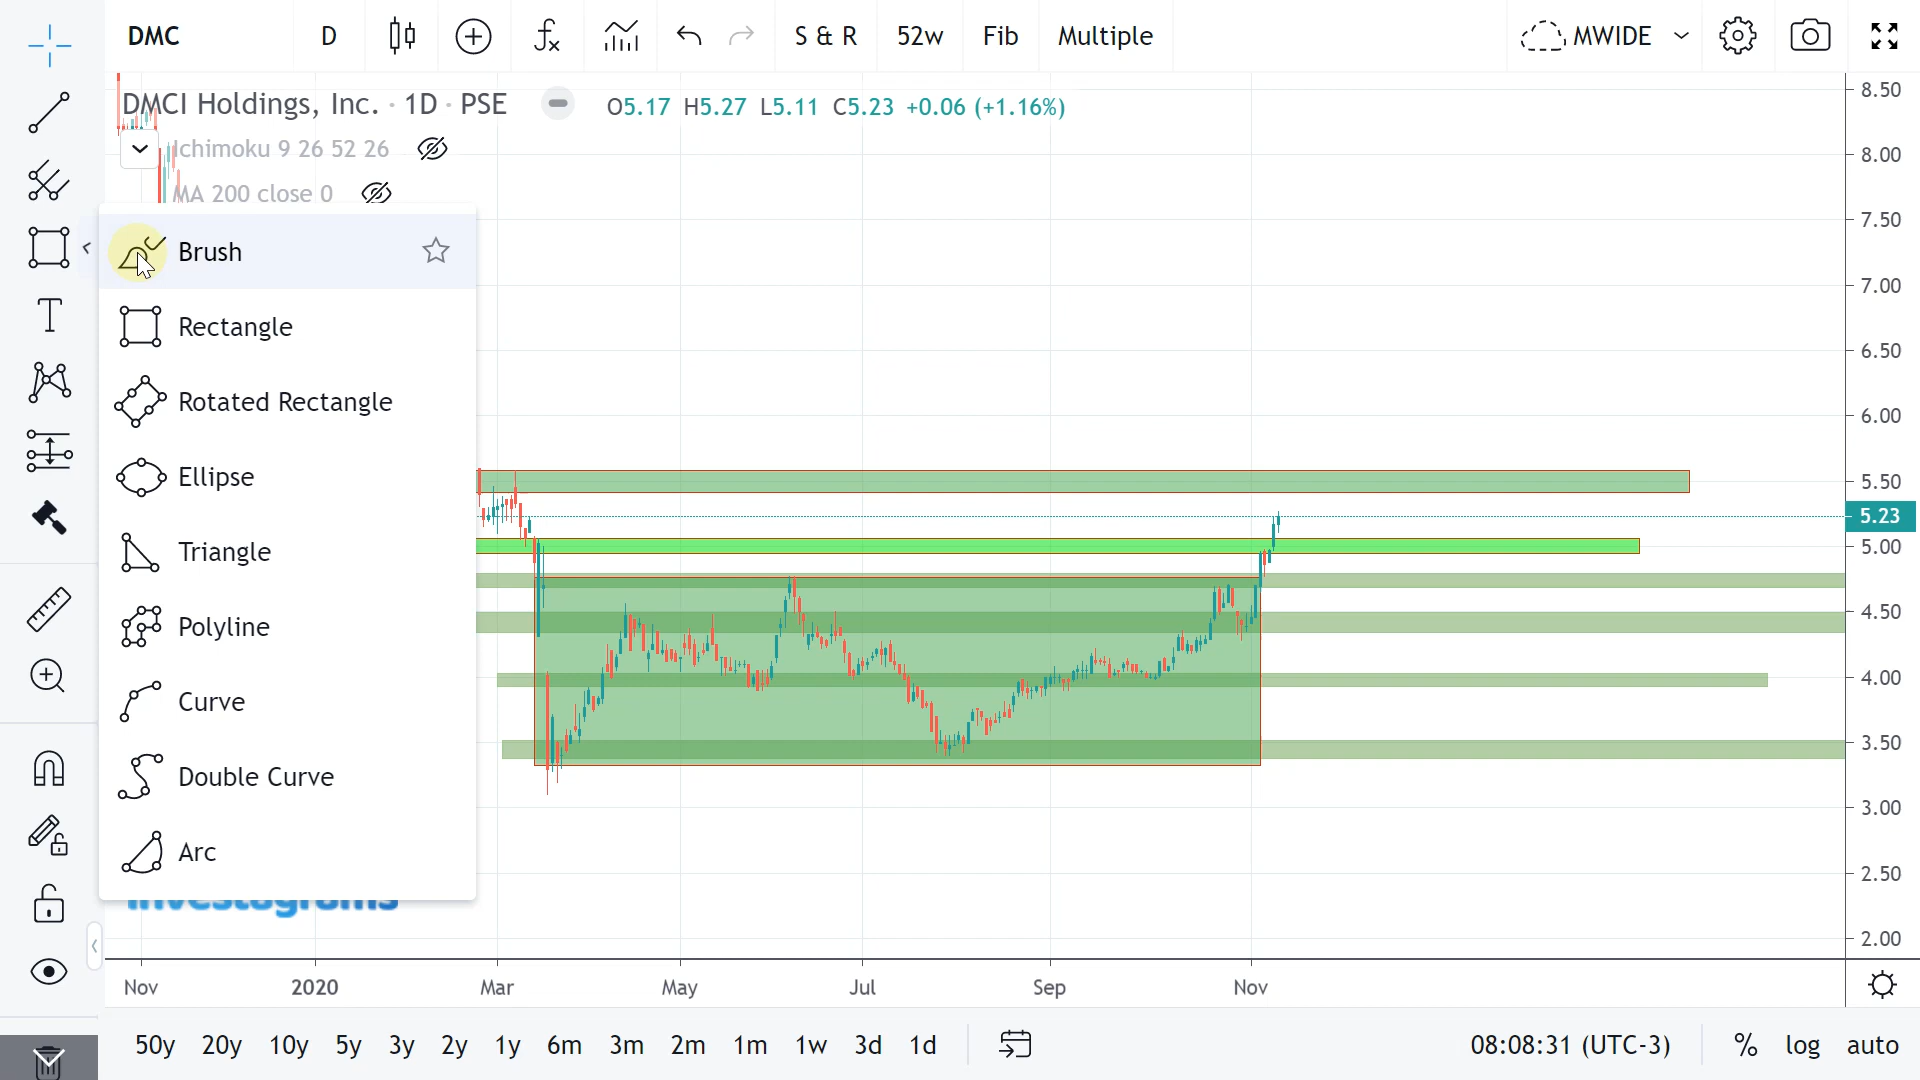 DMC D S & R 52w Fib Multiple MWIDE
DMCI Holdings, Inc. · 1D · PSE O5.17 H5.27 L5.11 C5.23 +0.06 (+1.16%)
Ichimoku 9 26 52 26
MA 200 close 0
Brush
Rectangle
Rotated Rectangle
Ellipse
Triangle
Polyline
Curve
Double Curve
Arc
investagrams
8.50
8.00
7.50
7.00
6.50
6.00
5.50
5.23
5.00
4.50
4.00
3.50
3.00
2.50
2.00
Nov 2020 Mar May Jul Sep Nov
50y 20y 10y 5y 3y 2y 1y 6m 3m 2m 1m 1w 3d 1d 08:08:31 (UTC-3) % log auto